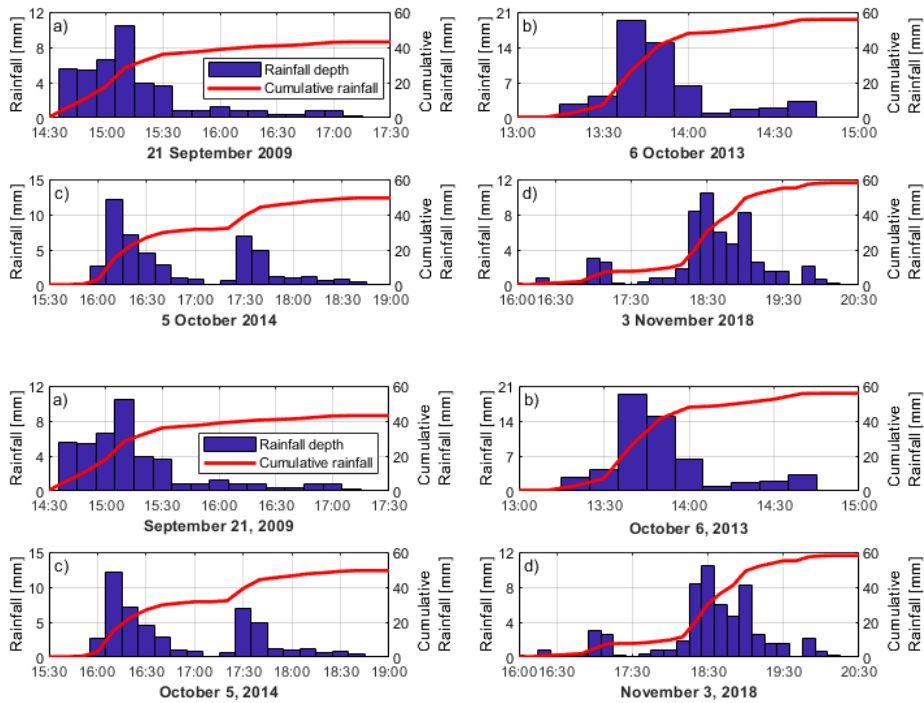 a)
Rainfall [mm]
12
8
4
0
60
40
20
0
Cumulative
Rainfall [mm]
Rainfall depth
Cumulative rainfall
14:30 15:00 15:30 16:00 16:30 17:00 17:30
21 September 2009
b)
Rainfall [mm]
21
14
7
0
60
40
20
0
Cumulative
Rainfall [mm]
13:00 13:30 14:00 14:30 15:00
6 October 2013
c)
Rainfall [mm]
15
10
5
0
60
40
20
0
Cumulative
Rainfall [mm]
15:30 16:00 16:30 17:00 17:30 18:00 18:30 19:00
5 October 2014
d)
Rainfall [mm]
12
8
4
0
60
40
20
0
Cumulative
Rainfall [mm]
16:00 16:30 17:30 18:30 19:30 20:30
3 November 2018
a)
Rainfall [mm]
12
8
4
0
60
40
20
0
Cumulative
Rainfall [mm]
Rainfall depth
Cumulative rainfall
14:30 15:00 15:30 16:00 16:30 17:00 17:30
September 21, 2009
b)
Rainfall [mm]
21
14
7
0
60
40
20
0
Cumulative
Rainfall [mm]
13:00 13:30 14:00 14:30 15:00
October 6, 2013
c)
Rainfall [mm]
15
10
5
0
60
40
20
0
Cumulative
Rainfall [mm]
15:30 16:00 16:30 17:00 17:30 18:00 18:30 19:00
October 5, 2014
d)
Rainfall [mm]
12
8
4
0
60
40
20
0
Cumulative
Rainfall [mm]
16:00 16:30 17:30 18:30 19:30 20:30
November 3, 2018